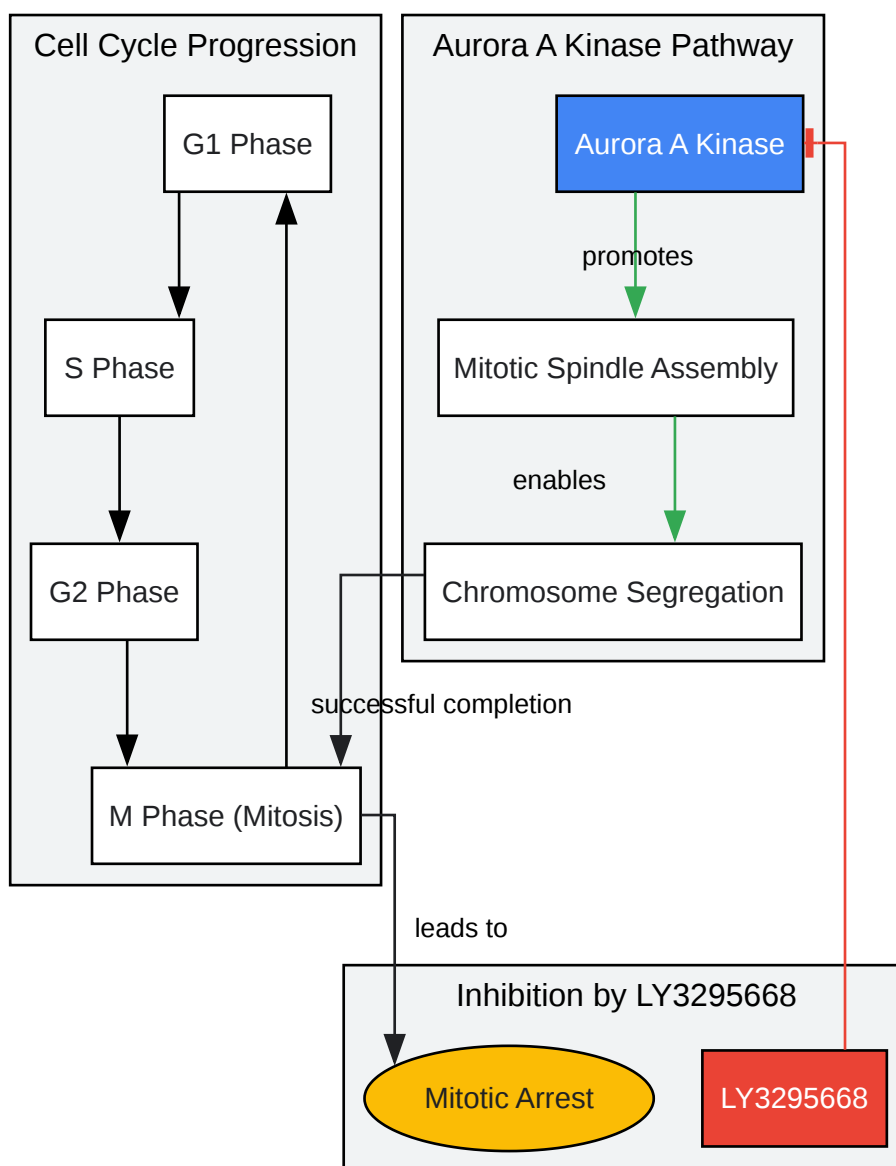 Cell Cycle Progression
G1 Phase
S Phase
G2 Phase
M Phase (Mitosis)
Aurora A Kinase Pathway
Aurora A Kinase
promotes
Mitotic Spindle Assembly
enables
Chromosome Segregation
successful completion
leads to
Inhibition by LY3295668
Mitotic Arrest
LY3295668